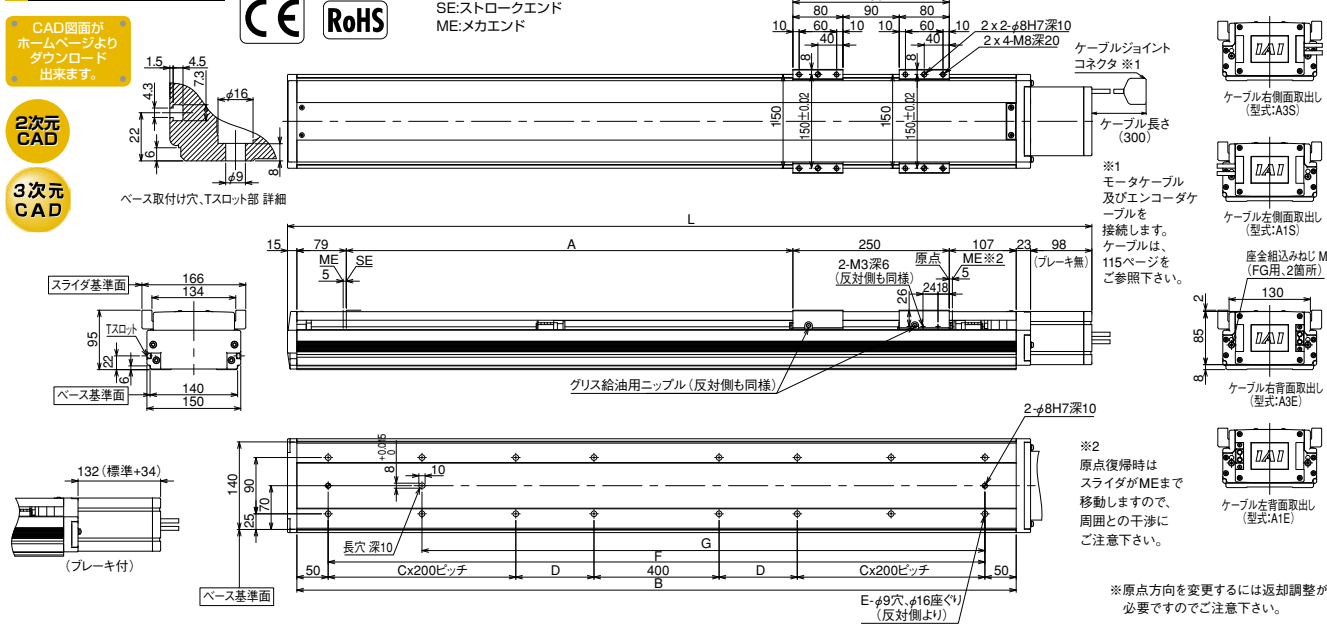 CAD図面が
ホームページより
ダウンロード
出来ます。
2次元
CAD
3次元
CAD
CE
RoHS
SE:ストロークエンド
ME:メカエンド
1.5
4.5
7.3
4.3
φ16
22
6
φ9
8
ベース取付け穴、Tスロット部 詳細
80
90
80
10
60
10
10
60
10
40
40
8
8
2 x 2-φ8H7深10
2 x 4-M8深20
150
150±0.02
150
150±0.02
ケーブルジョイント
コネクタ ※1
ケーブル長さ
(300)
※1
モータケーブル
及びエンコーダケ
ーブルを
接続します。
ケーブルは、
115ページを
ご参照下さい。
IAI
ケーブル右側面取出し
(型式:A3S)
IAI
ケーブル左側面取出し
(型式:A1S)
座金組込みねじ M
(FG用、2箇所)
130
2
85
8
IAI
ケーブル右背面取出し
(型式:A3E)
IAI
ケーブル左背面取出し
(型式:A1E)
L
15
79
A
250
107
23
98
(ブレーキ無)
ME
SE
5
2-M3深6
(反対側も同様)
原点
ME※2
5
26
24
18
グリス給油用ニップル(反対側も同様)
スライダ基準面
166
134
95
Tスロット
22
6
ベース基準面
140
150
132(標準+34)
(ブレーキ付)
2-φ8H7深10
8 +0.015 0
10
140
90
70
25
長穴 深10
G
F
50
Cx200ピッチ
D
400
D
Cx200ピッチ
50
B
ベース基準面
E-φ9穴、φ16座ぐり
(反対側より)
※2
原点復帰時は
スライダがMEまで
移動しますので、
周囲との干渉に
ご注意下さい。
※原点方向を変更するには返却調整が
必要ですのでご注意下さい。